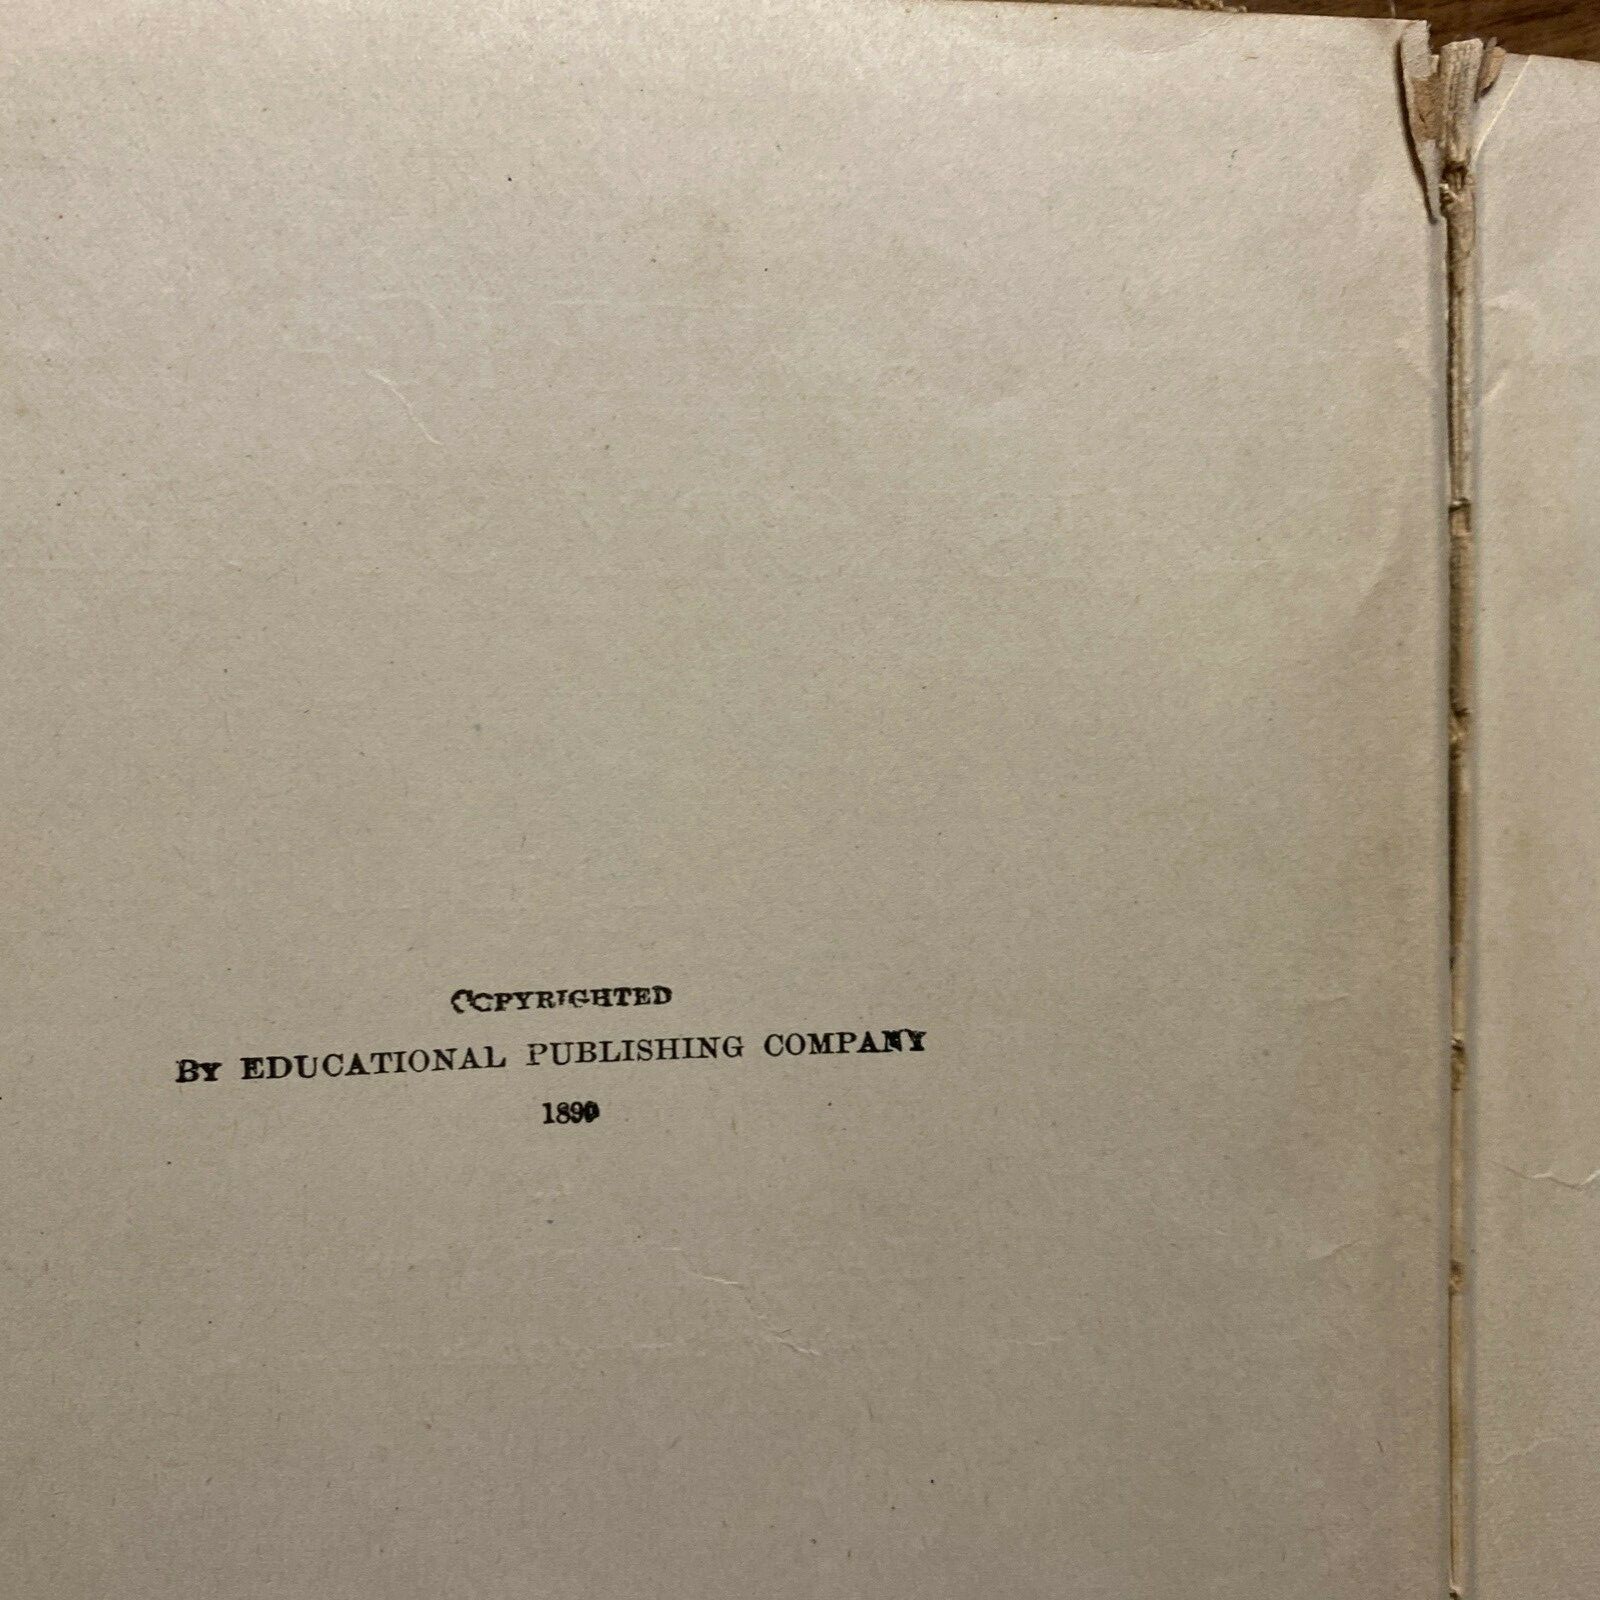 COPYRIGHTED
BY EDUCATIONAL PUBLISHING COMPANY
1890